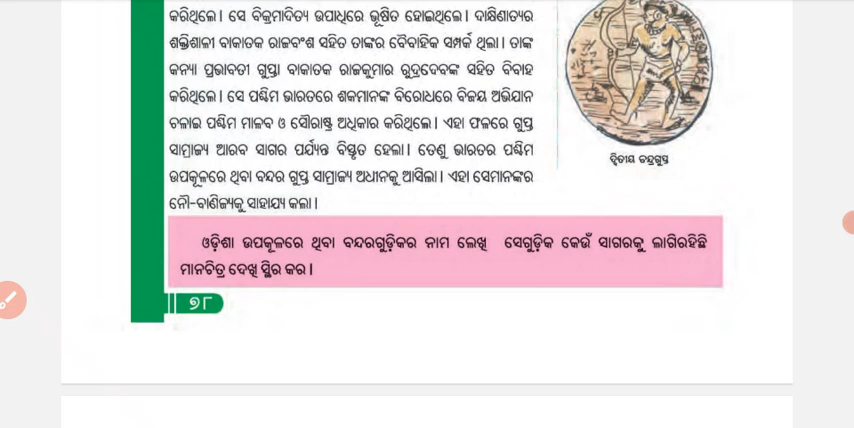 କରିଥିଲେ। ସେ ବିକ୍ରମାଦିତ୍ୟ ଉପାଧିରେ ଭୂଷିତ ହୋଇଥିଲେ। ଦାକ୍ଷିଣାତ୍ୟର
ଶକ୍ତିଶାଳୀ ବାକାଟକ ରାଜବଂଶ ସହିତ ତାଙ୍କର ବୈବାହିକ ସମ୍ପର୍କ ଥିଲା। ତାଙ୍କ
କନ୍ୟା ପ୍ରଭାବତୀ ଗୁପ୍ତା ବାକାଟକ ରାଜକୁମାର ରୁଦ୍ରଦେବଙ୍କ ସହିତ ବିବାହ
କରିଥିଲେ। ସେ ପଶ୍ଚିମ ଭାରତରେ ଶକମାନଙ୍କ ବିରୋଧରେ ବିଜୟ ଅଭିଯାନ
ଚଳାଇ ପଶ୍ଚିମ ମାଳବ ଓ ସୌରାଷ୍ଟ୍ର ଅଧିକାର କରିଥିଲେ। ଏହା ଫଳରେ ଗୁପ୍ତ
ସାମ୍ରାଜ୍ୟ ଆରବ ସାଗର ପର୍ଯ୍ୟନ୍ତ ବିସ୍ତୃତ ହେଲା। ତେଣୁ ଭାରତର ପଶ୍ଚିମ
ଉପକୂଳରେ ଥିବା ବନ୍ଦର ଗୁପ୍ତ ସାମ୍ରାଜ୍ୟ ଅଧୀନକୁ ଆସିଲା। ଏହା ସେମାନଙ୍କର
ନୌ-ବାଣିଜ୍ୟକୁ ସାହାଯ୍ୟ କଲା।
ଦ୍ୱିତୀୟ ଚନ୍ଦ୍ରଗୁପ୍ତ
ଓଡ଼ିଶା ଉପକୂଳରେ ଥିବା ବନ୍ଦରଗୁଡ଼ିକର ନାମ ଲେଖି ସେଗୁଡ଼ିକ କେଉଁ ସାଗରକୁ ଲାଗିରହିଛି
ମାନଚିତ୍ର ଦେଖି ସ୍ଥିର କର।
୭୮